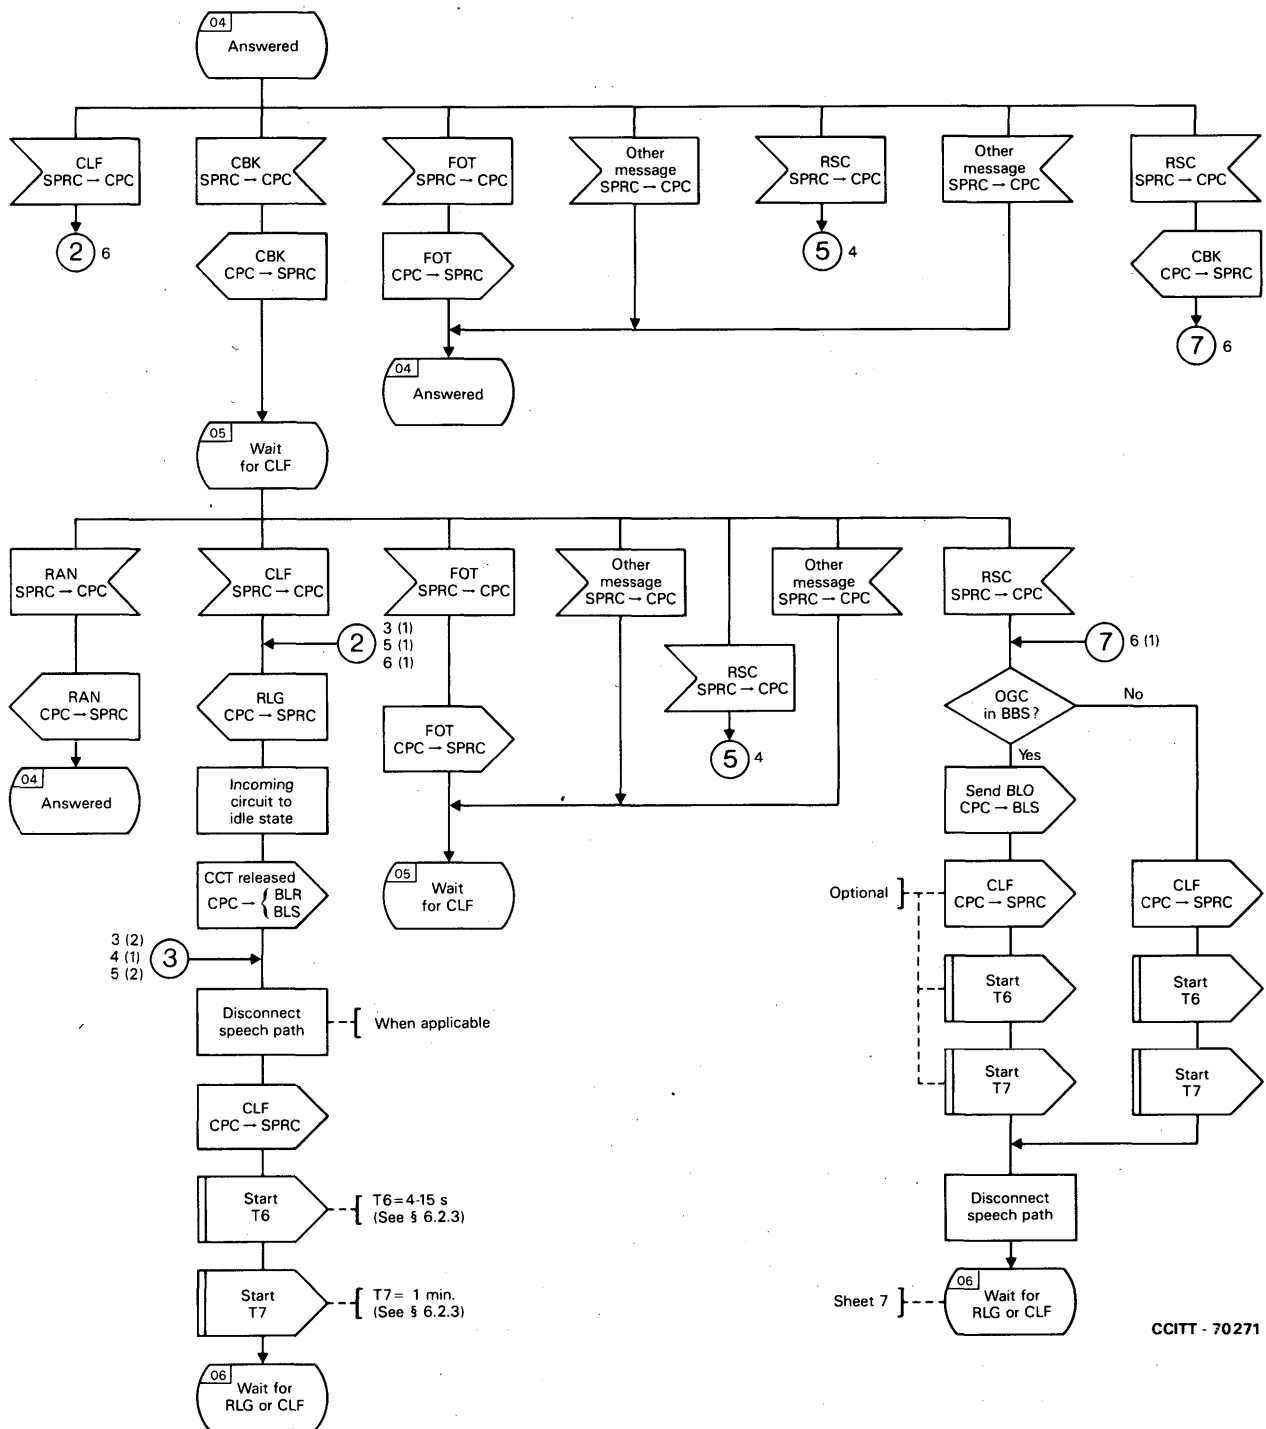 04
Answered
CLF
SPRC → CPC
CBK
SPRC → CPC
FOT
SPRC → CPC
Other
message
SPRC → CPC
RSC
SPRC → CPC
Other
message
SPRC → CPC
RSC
SPRC → CPC
2 6
CBK
CPC → SPRC
FOT
CPC → SPRC
5 4
CBK
CPC → SPRC
7 6
04
Answered
05
Wait
for CLF
RAN
SPRC → CPC
CLF
SPRC → CPC
FOT
SPRC → CPC
Other
message
SPRC → CPC
Other
message
SPRC → CPC
RSC
SPRC → CPC
2
3 (1)
5 (1)
6 (1)
RSC
SPRC → CPC
5 4
7 6 (1)
RAN
CPC → SPRC
RLG
CPC → SPRC
FOT
CPC → SPRC
OGC
in BBS?
No
Yes
04
Answered
Incoming
circuit to
idle state
Send BLO
CPC → BLS
CCT released
CPC → { BLR
BLS
05
Wait
for CLF
Optional
CLF
CPC → SPRC
CLF
CPC → SPRC
3 (2)
4 (1)
5 (2)
3
Start
T6
Start
T6
Disconnect
speech path
When applicable
Start
T7
Start
T7
CLF
CPC → SPRC
Start
T6
T6=4-15 s
(See § 6.2.3)
Disconnect
speech path
Start
T7
T7= 1 min.
(See § 6.2.3)
Sheet 7
06
Wait for
RLG or CLF
CCITT - 70271
06
Wait for
RLG or CLF